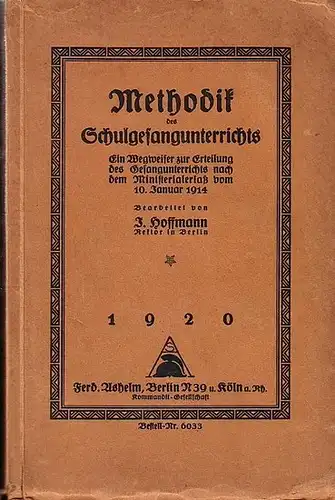 Methodik
des
Schulgesangunterrichts
Ein Wegweiser zur Erteilung
des Gesangunterrichts nach
dem Ministerialerlaß vom
10. Januar 1914
Bearbeitet von
J. Hoffmann
Rektor in Berlin
1920
Ferd. Ashelm, Berlin N 39 u. Köln a. Rh.
Kommandit-Gesellschaft
Bestell-Nr. 6033